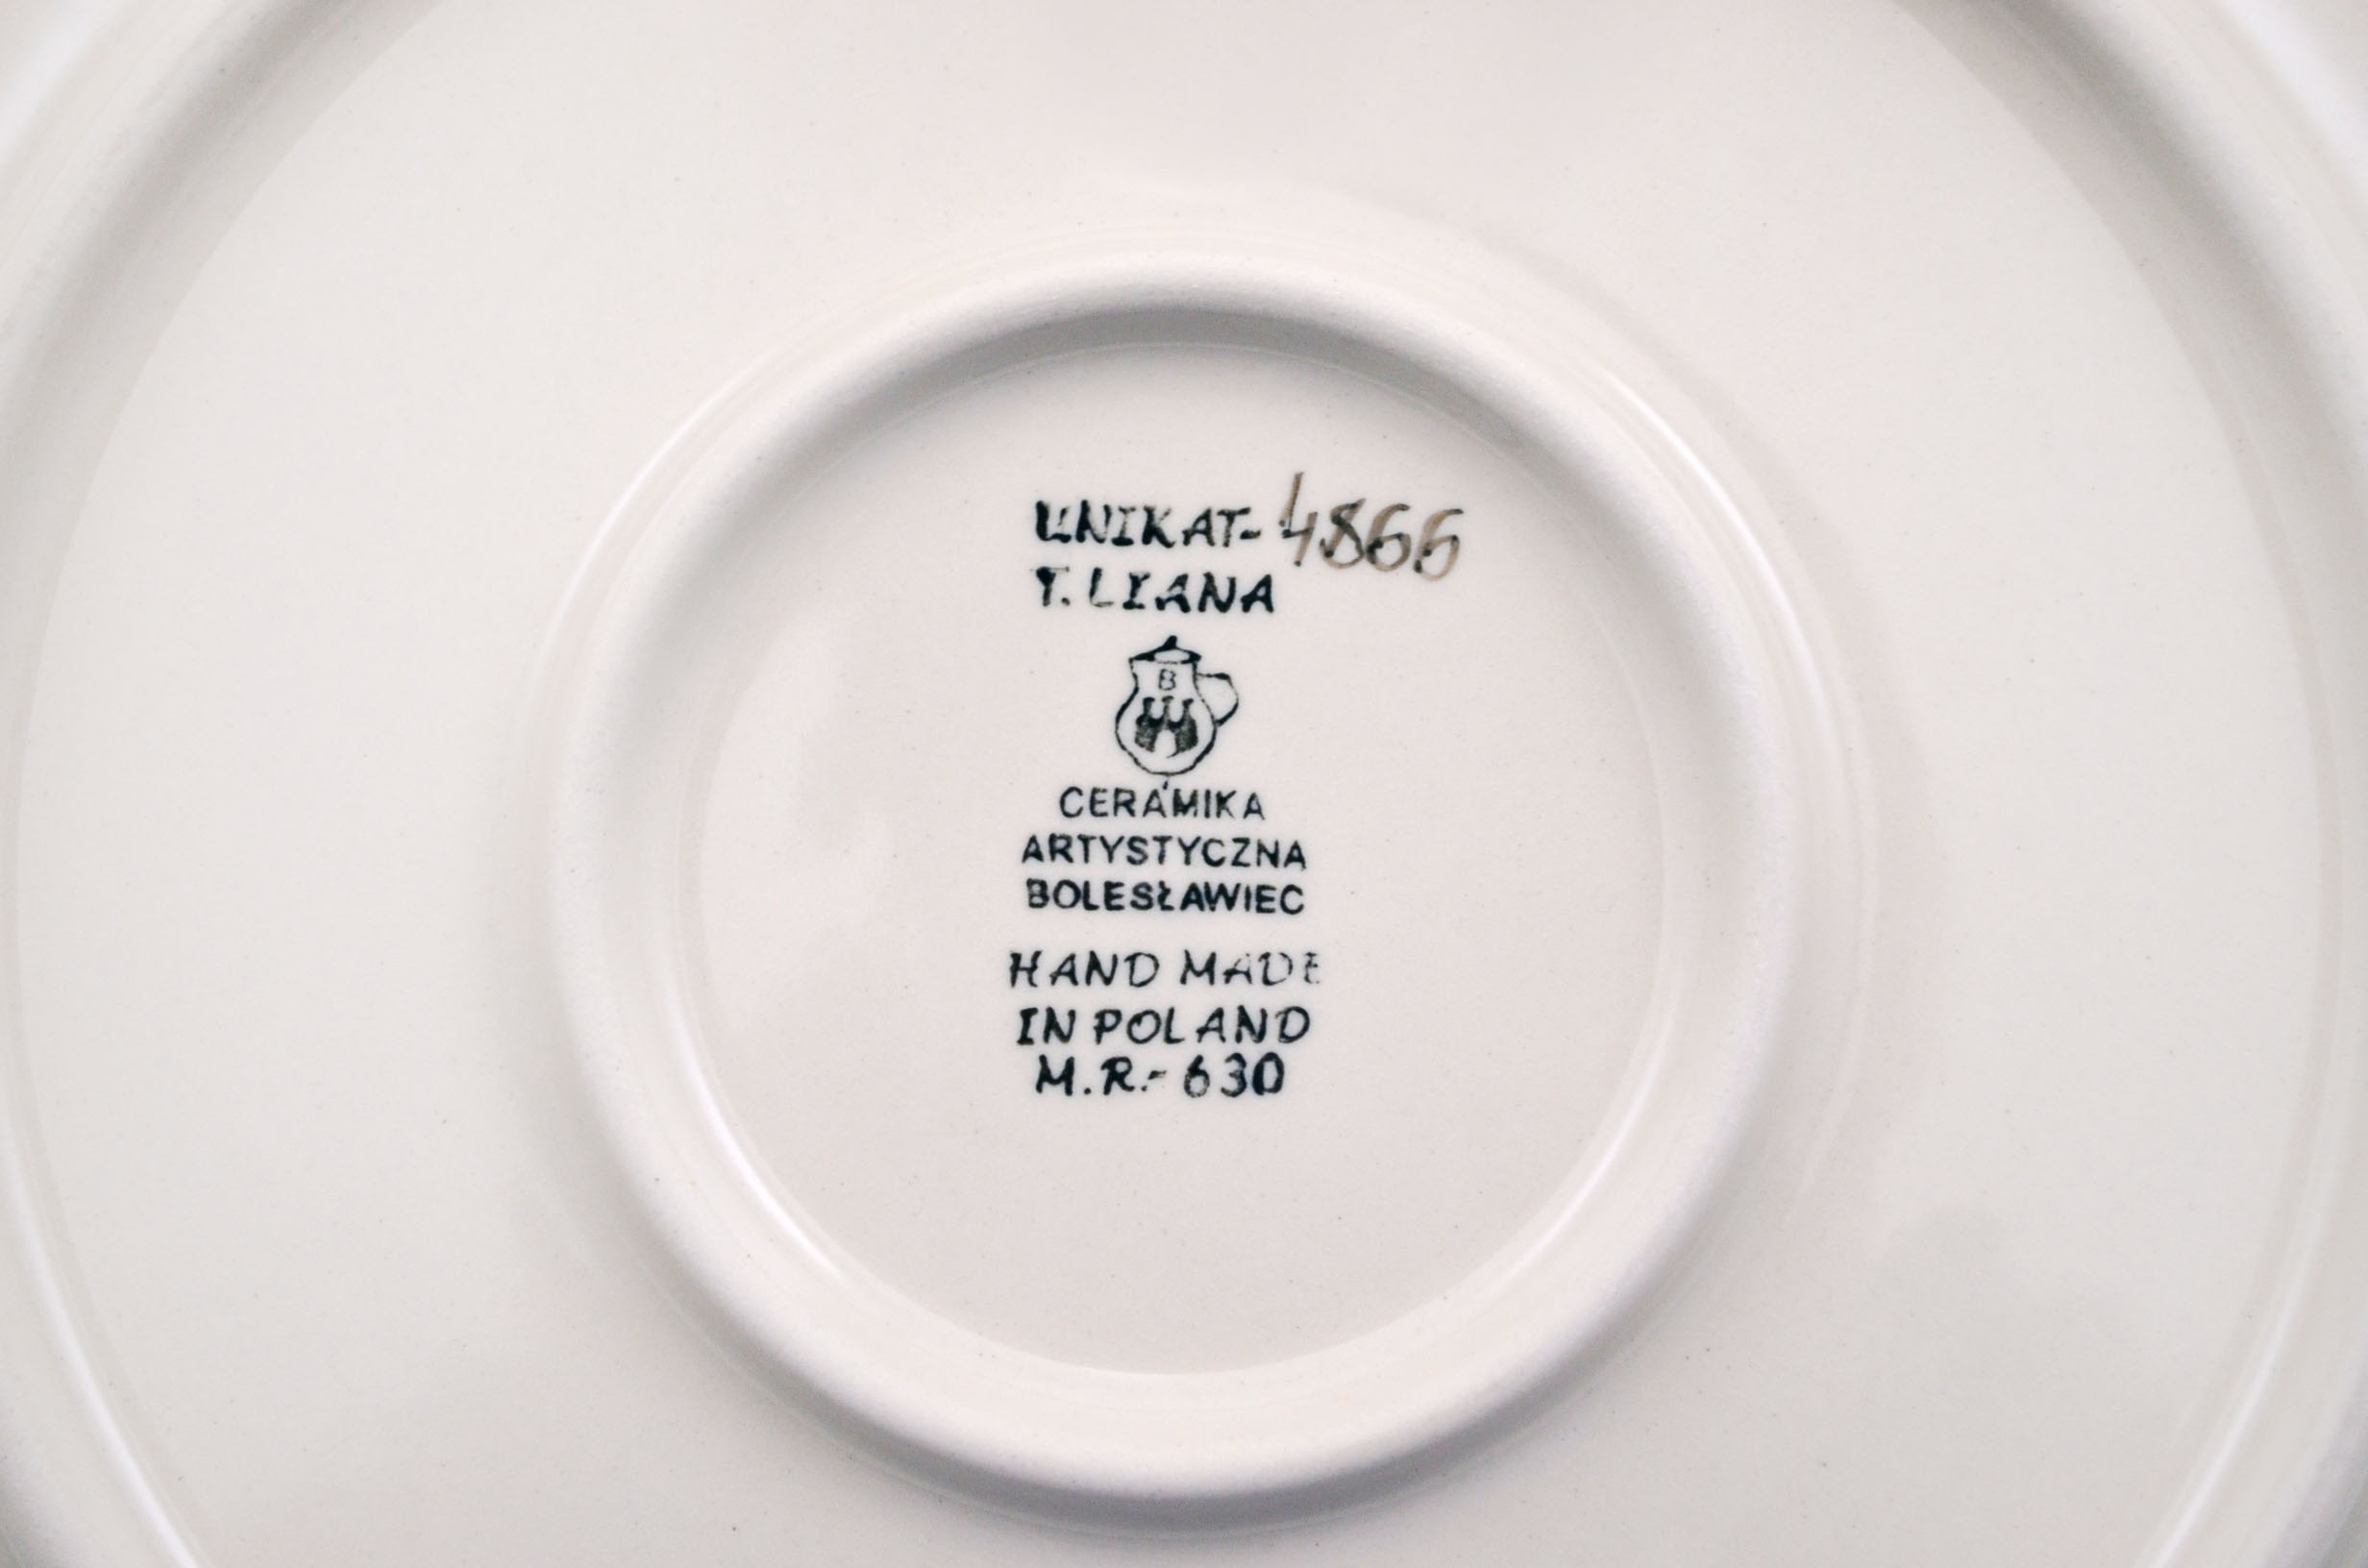 UNIKAT- 4866
T. LIANA
B
CERAMIKA
ARTYSTYCZNA
BOLESŁAWIEC
HAND MADE
IN POLAND
M.R.- 630